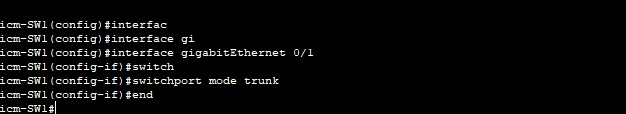 icm-SW1(config)#interfac
icm-SW1(config)#interface gi
icm-SW1(config)#interface gigabitEthernet 0/1
icm-SW1(config-if)#switch
icm-SW1(config-if)#switchport mode trunk
icm-SW1(config-if)#end
icm-SW1#